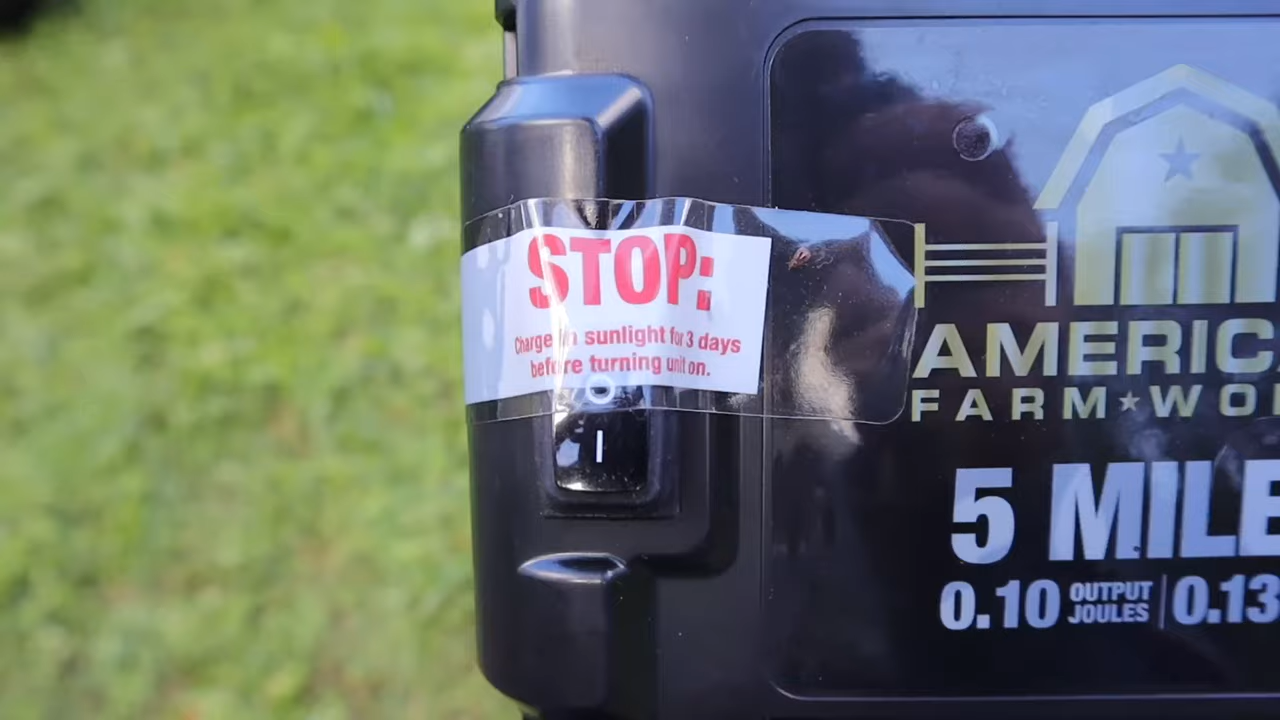 STOP:
Charge in sunlight for 3 days
before turning unit on.
O
I
AMERIC
FARM★WO
5 MILE
0.10 OUTPUT JOULES | 0.13